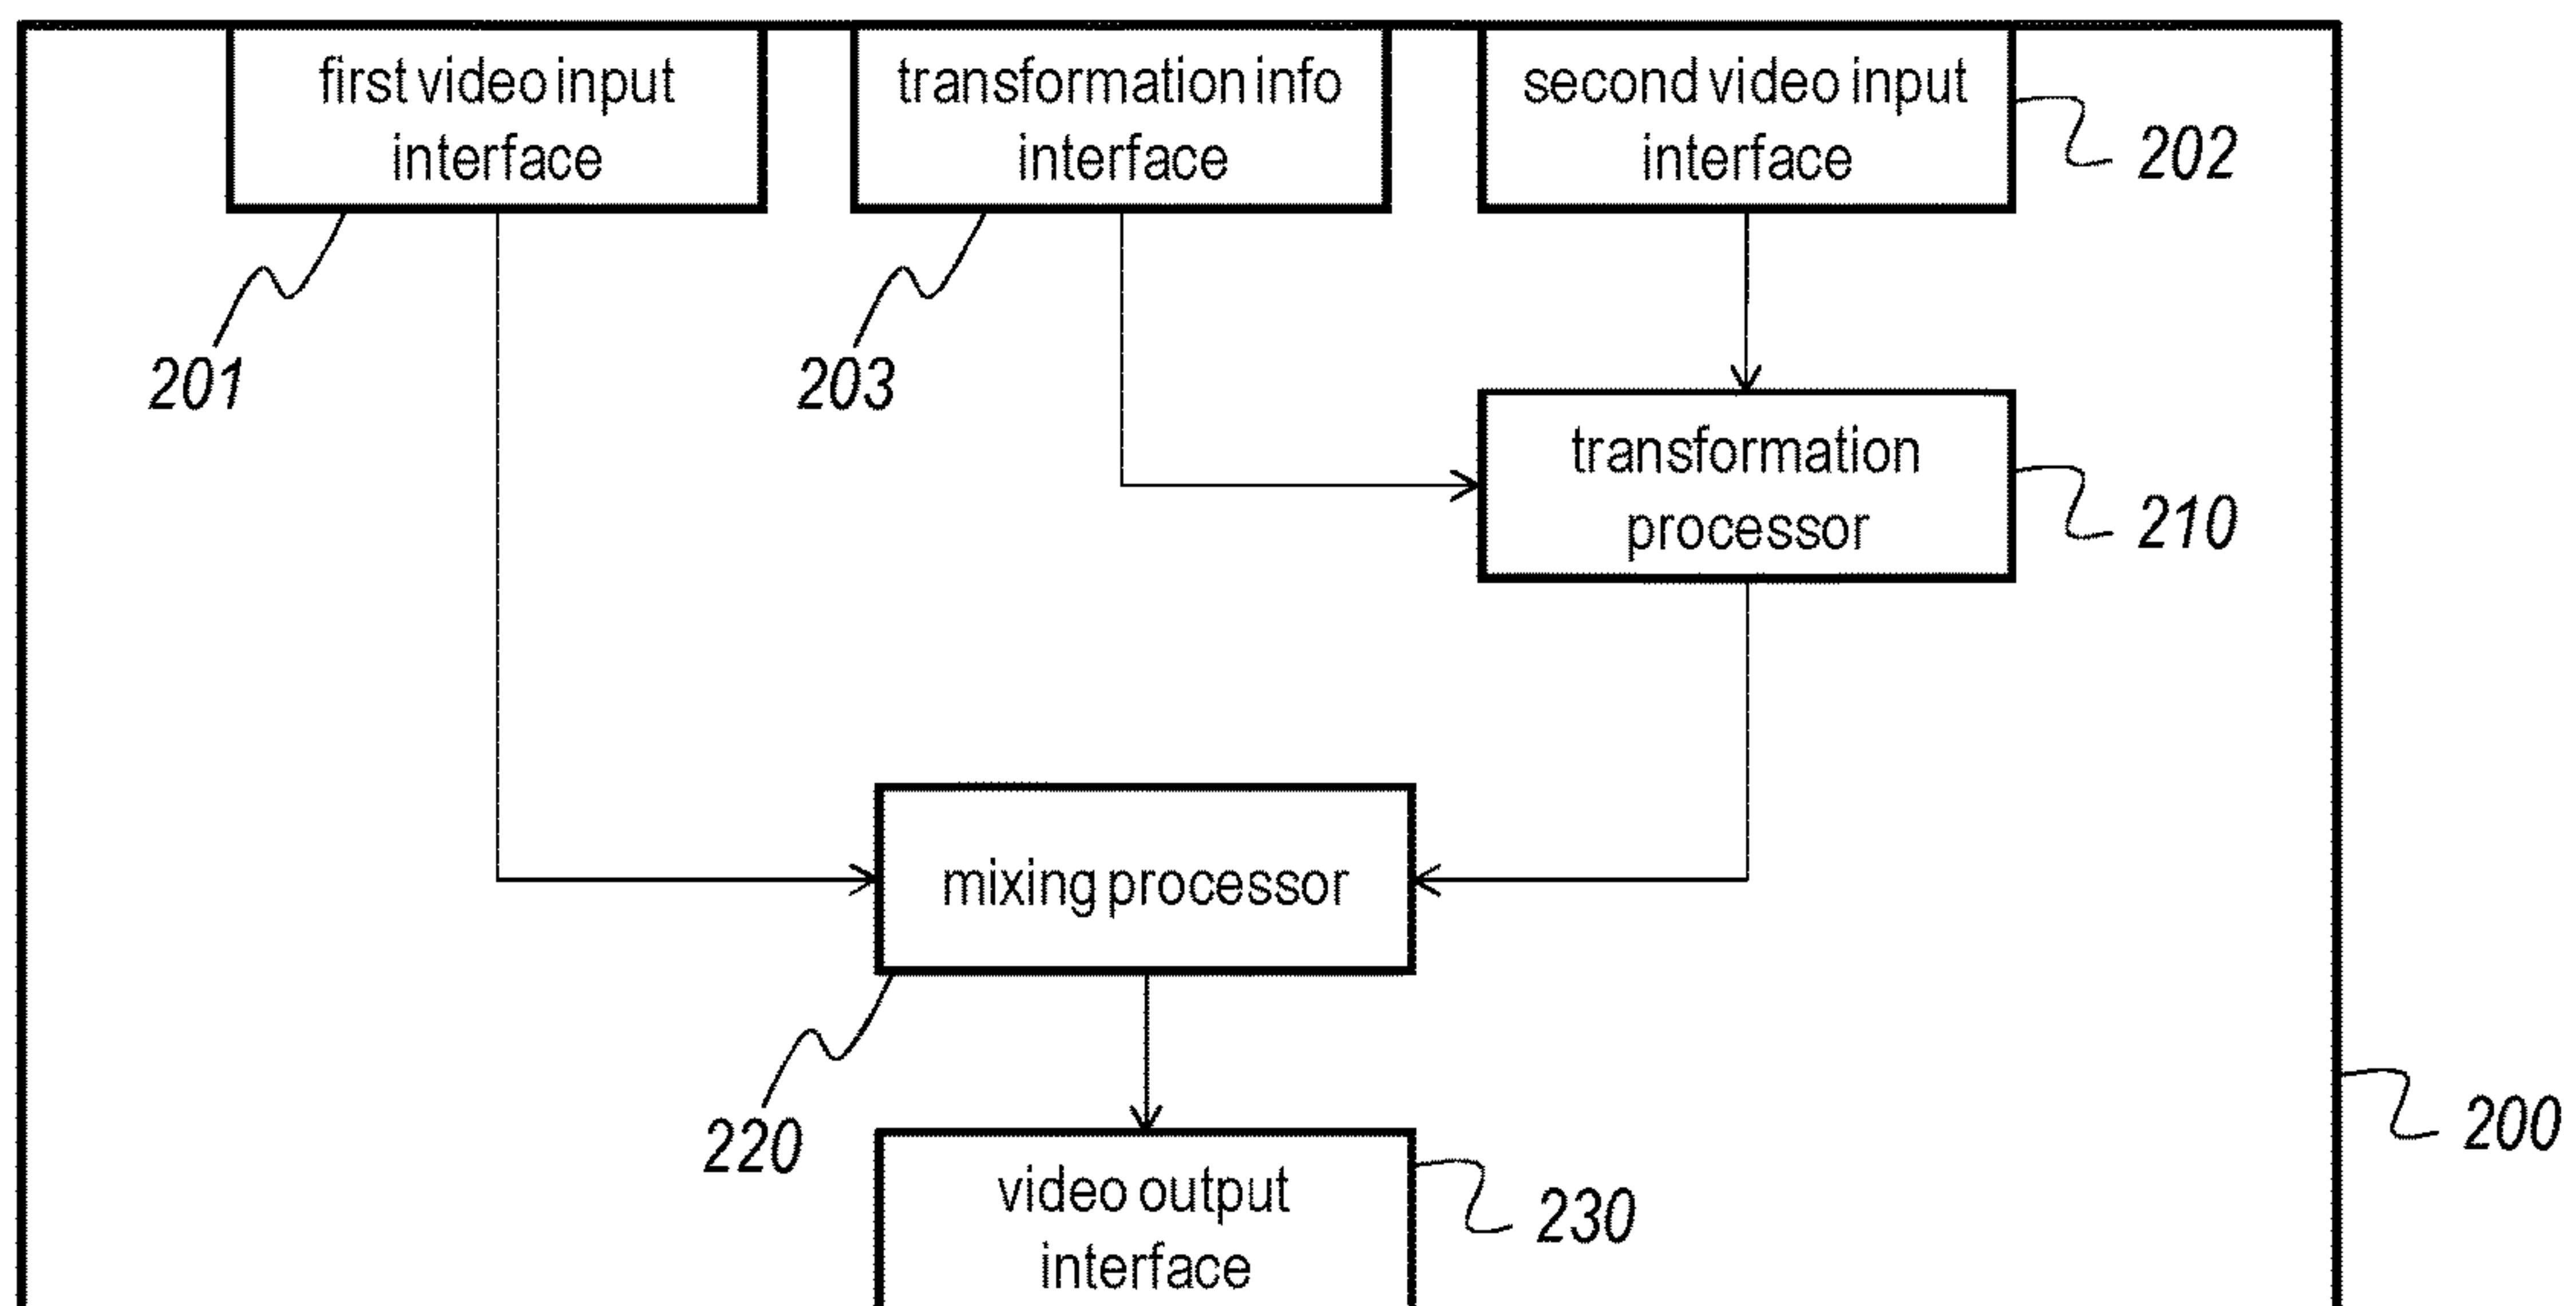 first video input
interface
transformation info
interface
second video input
interface
202
201
203
transformation
processor
210
mixing processor
220
200
video output
interface
230